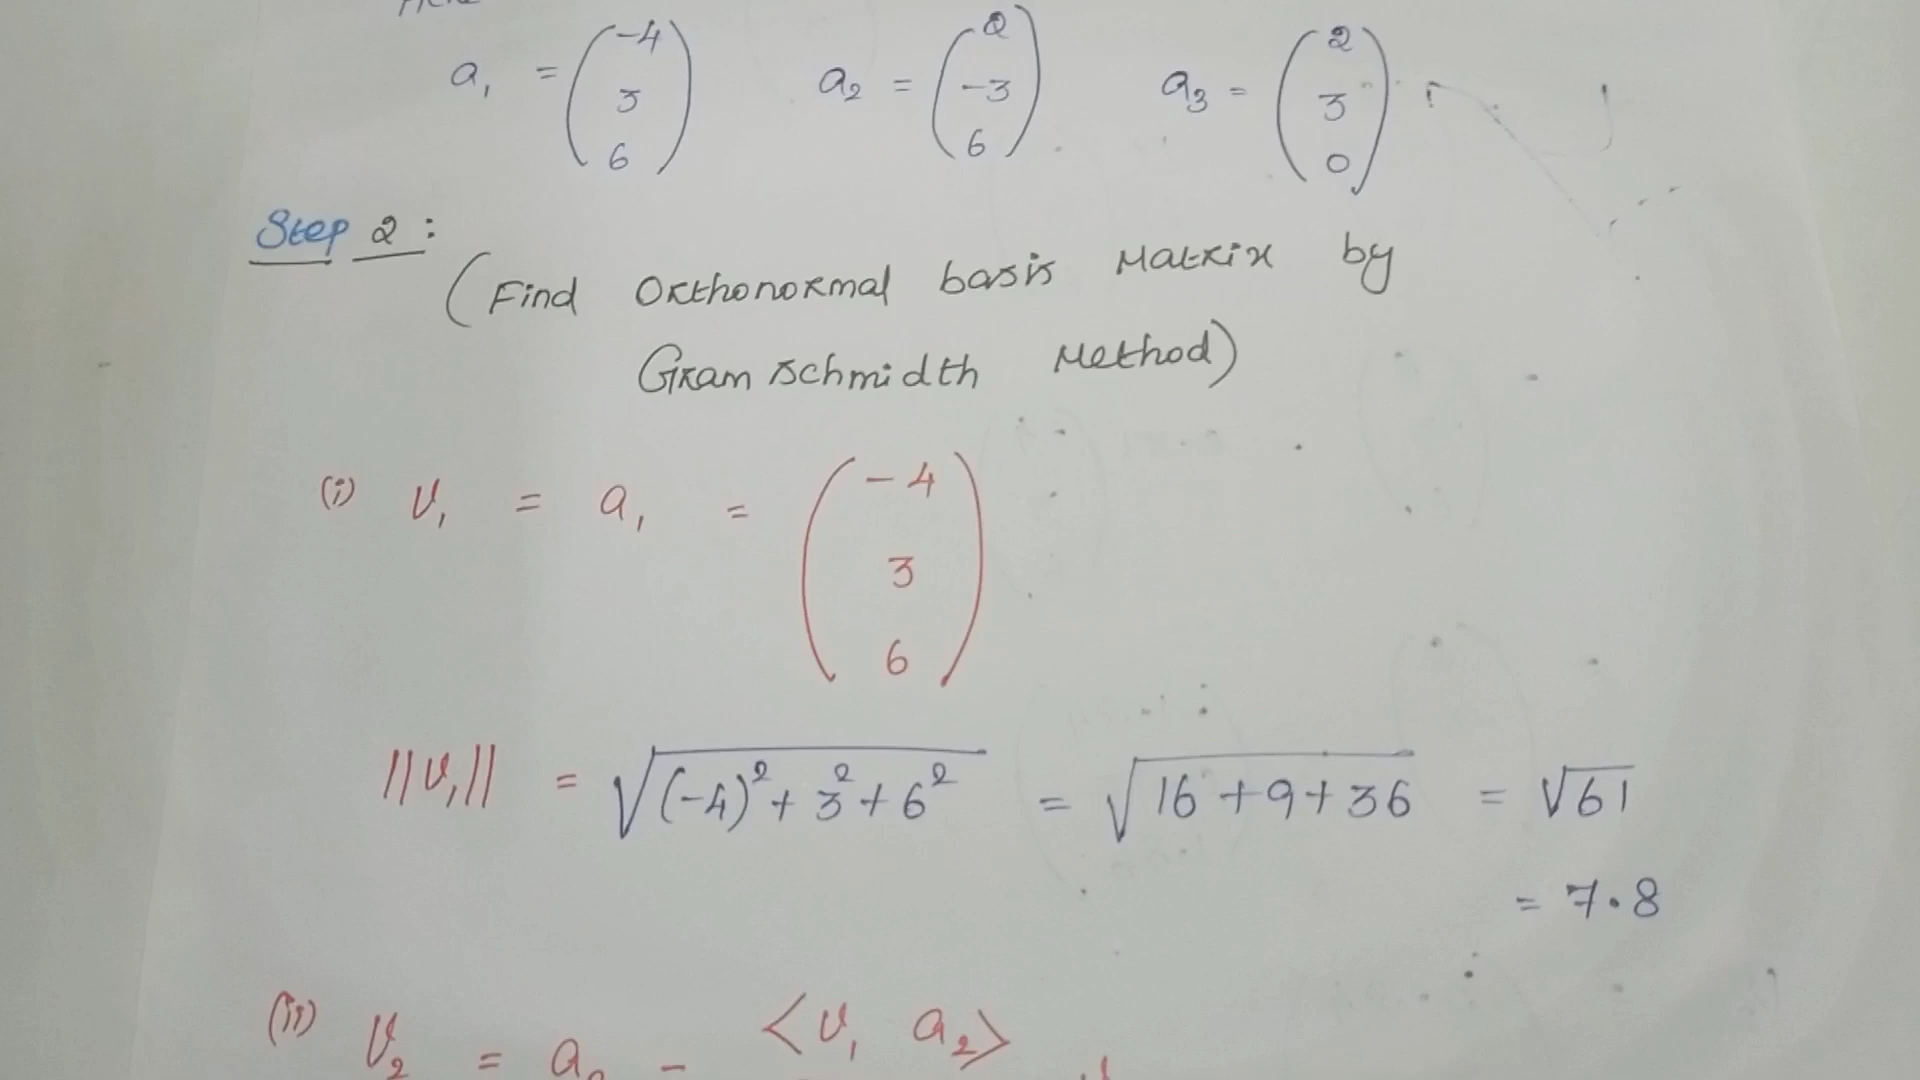 a₁ = (-4 3 6) a₂ = (2 -3 6) a₃ = (2 3 0)
Step 2 :
(Find Orthonormal basis Matrix by
Gram schmidth Method)
(i) v₁ = a₁ = (-4 3 6)
||v₁|| = √((-4)² + 3² + 6²) = √(16 + 9 + 36) = √61
= 7.8
(ii) v₂ = a₂ - <v₁ a₂>